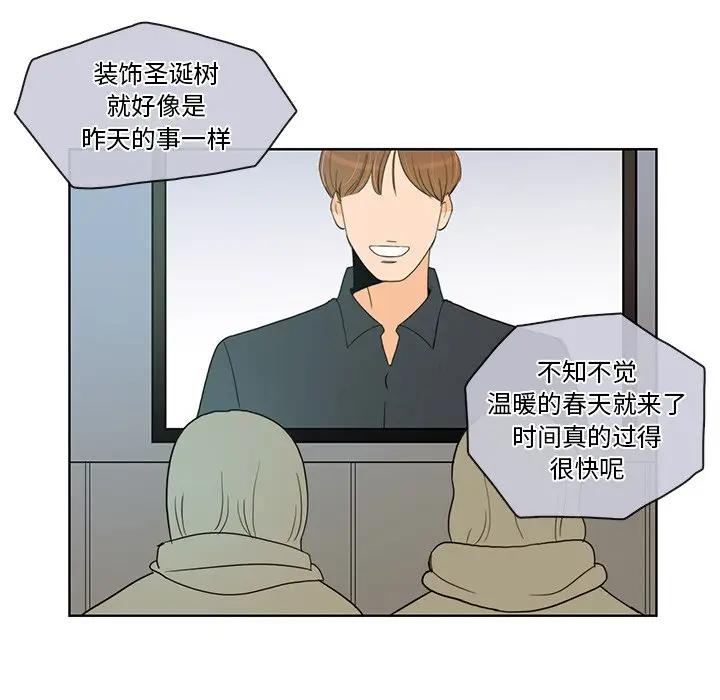 装饰圣诞树
就好像是
昨天的事一样
不知不觉
温暖的春天就来了
时间真的过得
很快呢